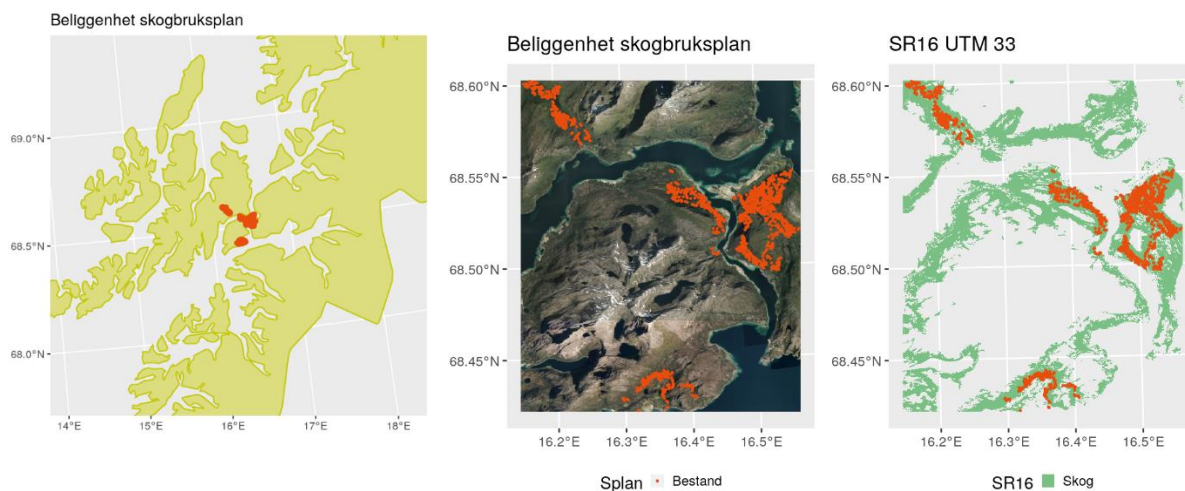 Beliggenhet skogbruksplan
69.0°N
68.5°N
68.0°N
14°E 15°E 16°E 17°E 18°E
Beliggenhet skogbruksplan
68.60°N
68.55°N
68.50°N
68.45°N
16.2°E 16.3°E 16.4°E 16.5°E
Splan Bestand
SR16 UTM 33
68.60°N
68.55°N
68.50°N
68.45°N
16.2°E 16.3°E 16.4°E 16.5°E
SR16 Skog